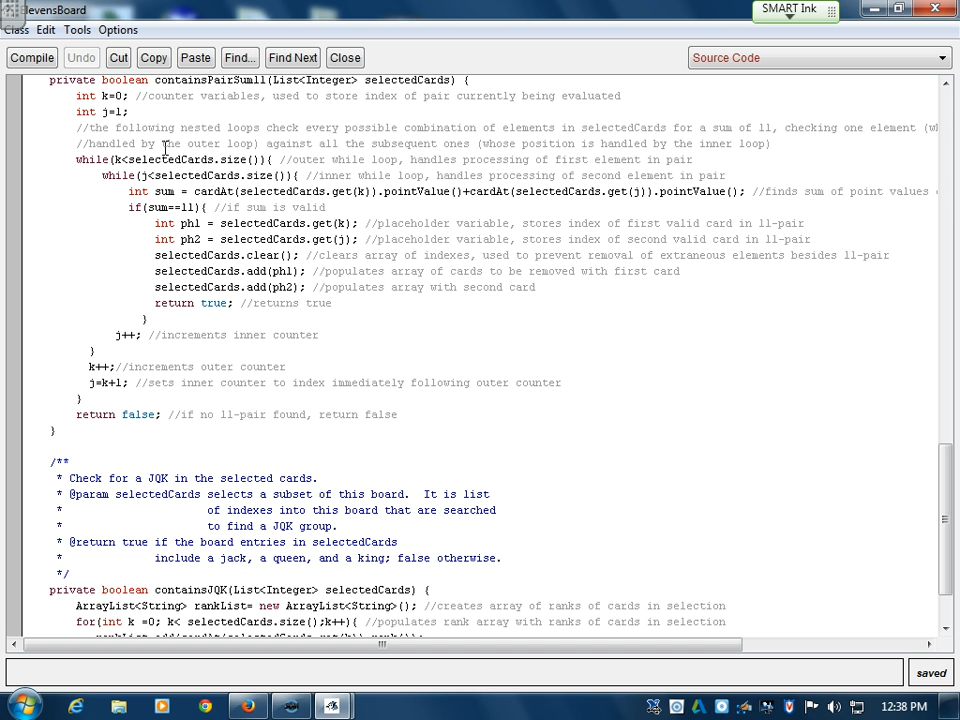 ElevensBoard
SMART Ink
Class Edit Tools Options
Compile Undo Cut Copy Paste Find... Find Next Close Source Code
private boolean containsPairSum11(List<Integer> selectedCards) {
int k=0; //counter variables, used to store index of pair currently being evaluated
int j=1;
//the following nested loops check every possible combination of elements in selectedCards for a sum of 11, checking one element (w
//handled by the outer loop) against all the subsequent ones (whose position is handled by the inner loop)
while(k<selectedCards.size()){ //outer while loop, handles processing of first element in pair
while(j<selectedCards.size()){ //inner while loop, handles processing of second element in pair
int sum = cardAt(selectedCards.get(k)).pointValue()+cardAt(selectedCards.get(j)).pointValue(); //finds sum of point values
if(sum==11){ //if sum is valid
int ph1 = selectedCards.get(k); //placeholder variable, stores index of first valid card in 11-pair
int ph2 = selectedCards.get(j); //placeholder variable, stores index of second valid card in 11-pair
selectedCards.clear(); //clears array of indexes, used to prevent removal of extraneous elements besides 11-pair
selectedCards.add(ph1); //populates array of cards to be removed with first card
selectedCards.add(ph2); //populates array with second card
return true; //returns true
}
j++; //increments inner counter
}
k++;//increments outer counter
j=k+1; //sets inner counter to index immediately following outer counter
}
return false; //if no 11-pair found, return false
}
/**
* Check for a JQK in the selected cards.
* @param selectedCards selects a subset of this board.  It is list
* of indexes into this board that are searched
* to find a JQK group.
* @return true if the board entries in selectedCards
* include a jack, a queen, and a king; false otherwise.
*/
private boolean containsJQK(List<Integer> selectedCards) {
ArrayList<String> rankList= new ArrayList<String>(); //creates array of ranks of cards in selection
for(int k =0; k< selectedCards.size();k++){ //populates rank array with ranks of cards in selection
rankList.add(cardAt(selectedCards.get(k)).rank());
saved
12:38 PM